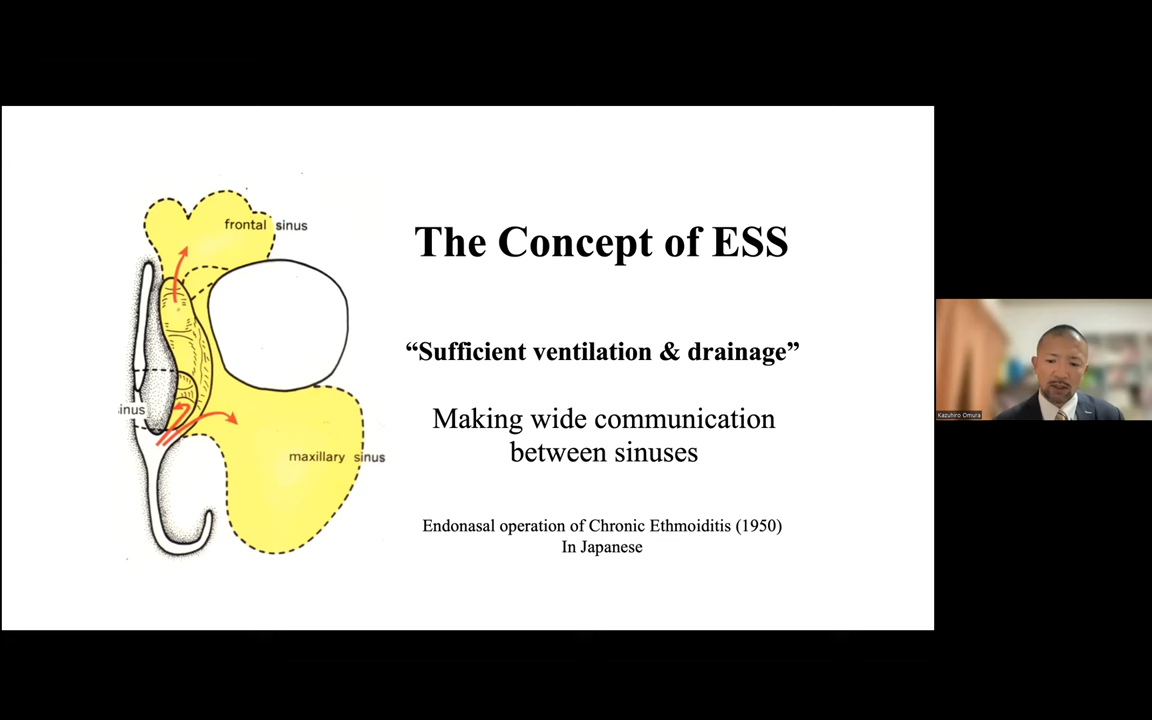 frontal sinus
The Concept of ESS
“Sufficient ventilation & drainage”
sinus
Making wide communication
between sinuses
maxillary sinus
Endonasal operation of Chronic Ethmoiditis (1950)
In Japanese
Kazuhiro Omura